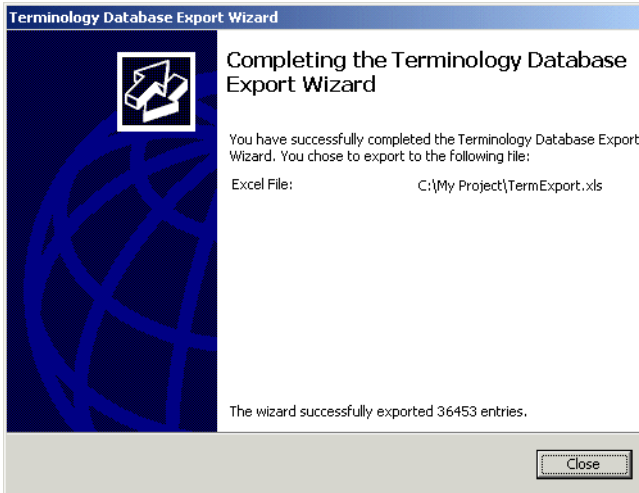 Terminology Database Export Wizard
Completing the Terminology Database
Export Wizard
You have successfully completed the Terminology Database Export
Wizard. You chose to export to the following file:
Excel File: C:\My Project\TermExport.xls
The wizard successfully exported 36453 entries.
Close